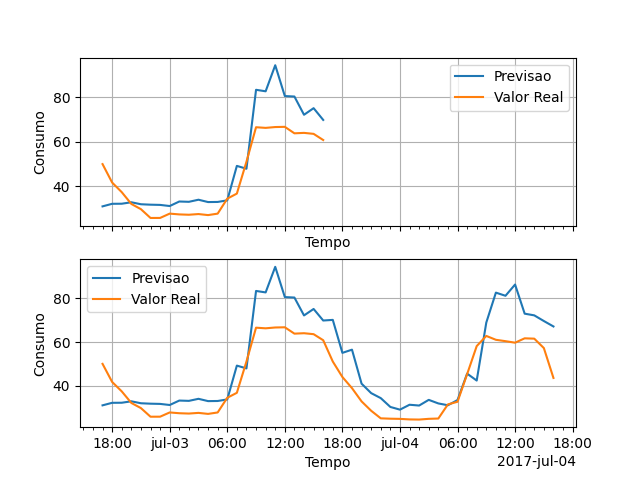 Previsao
Valor Real
80
60
40
Consumo
Tempo
Previsao
Valor Real
80
60
40
Consumo
18:00 jul-03 06:00 12:00 18:00 jul-04 06:00 12:00 18:00
Tempo
2017-jul-04